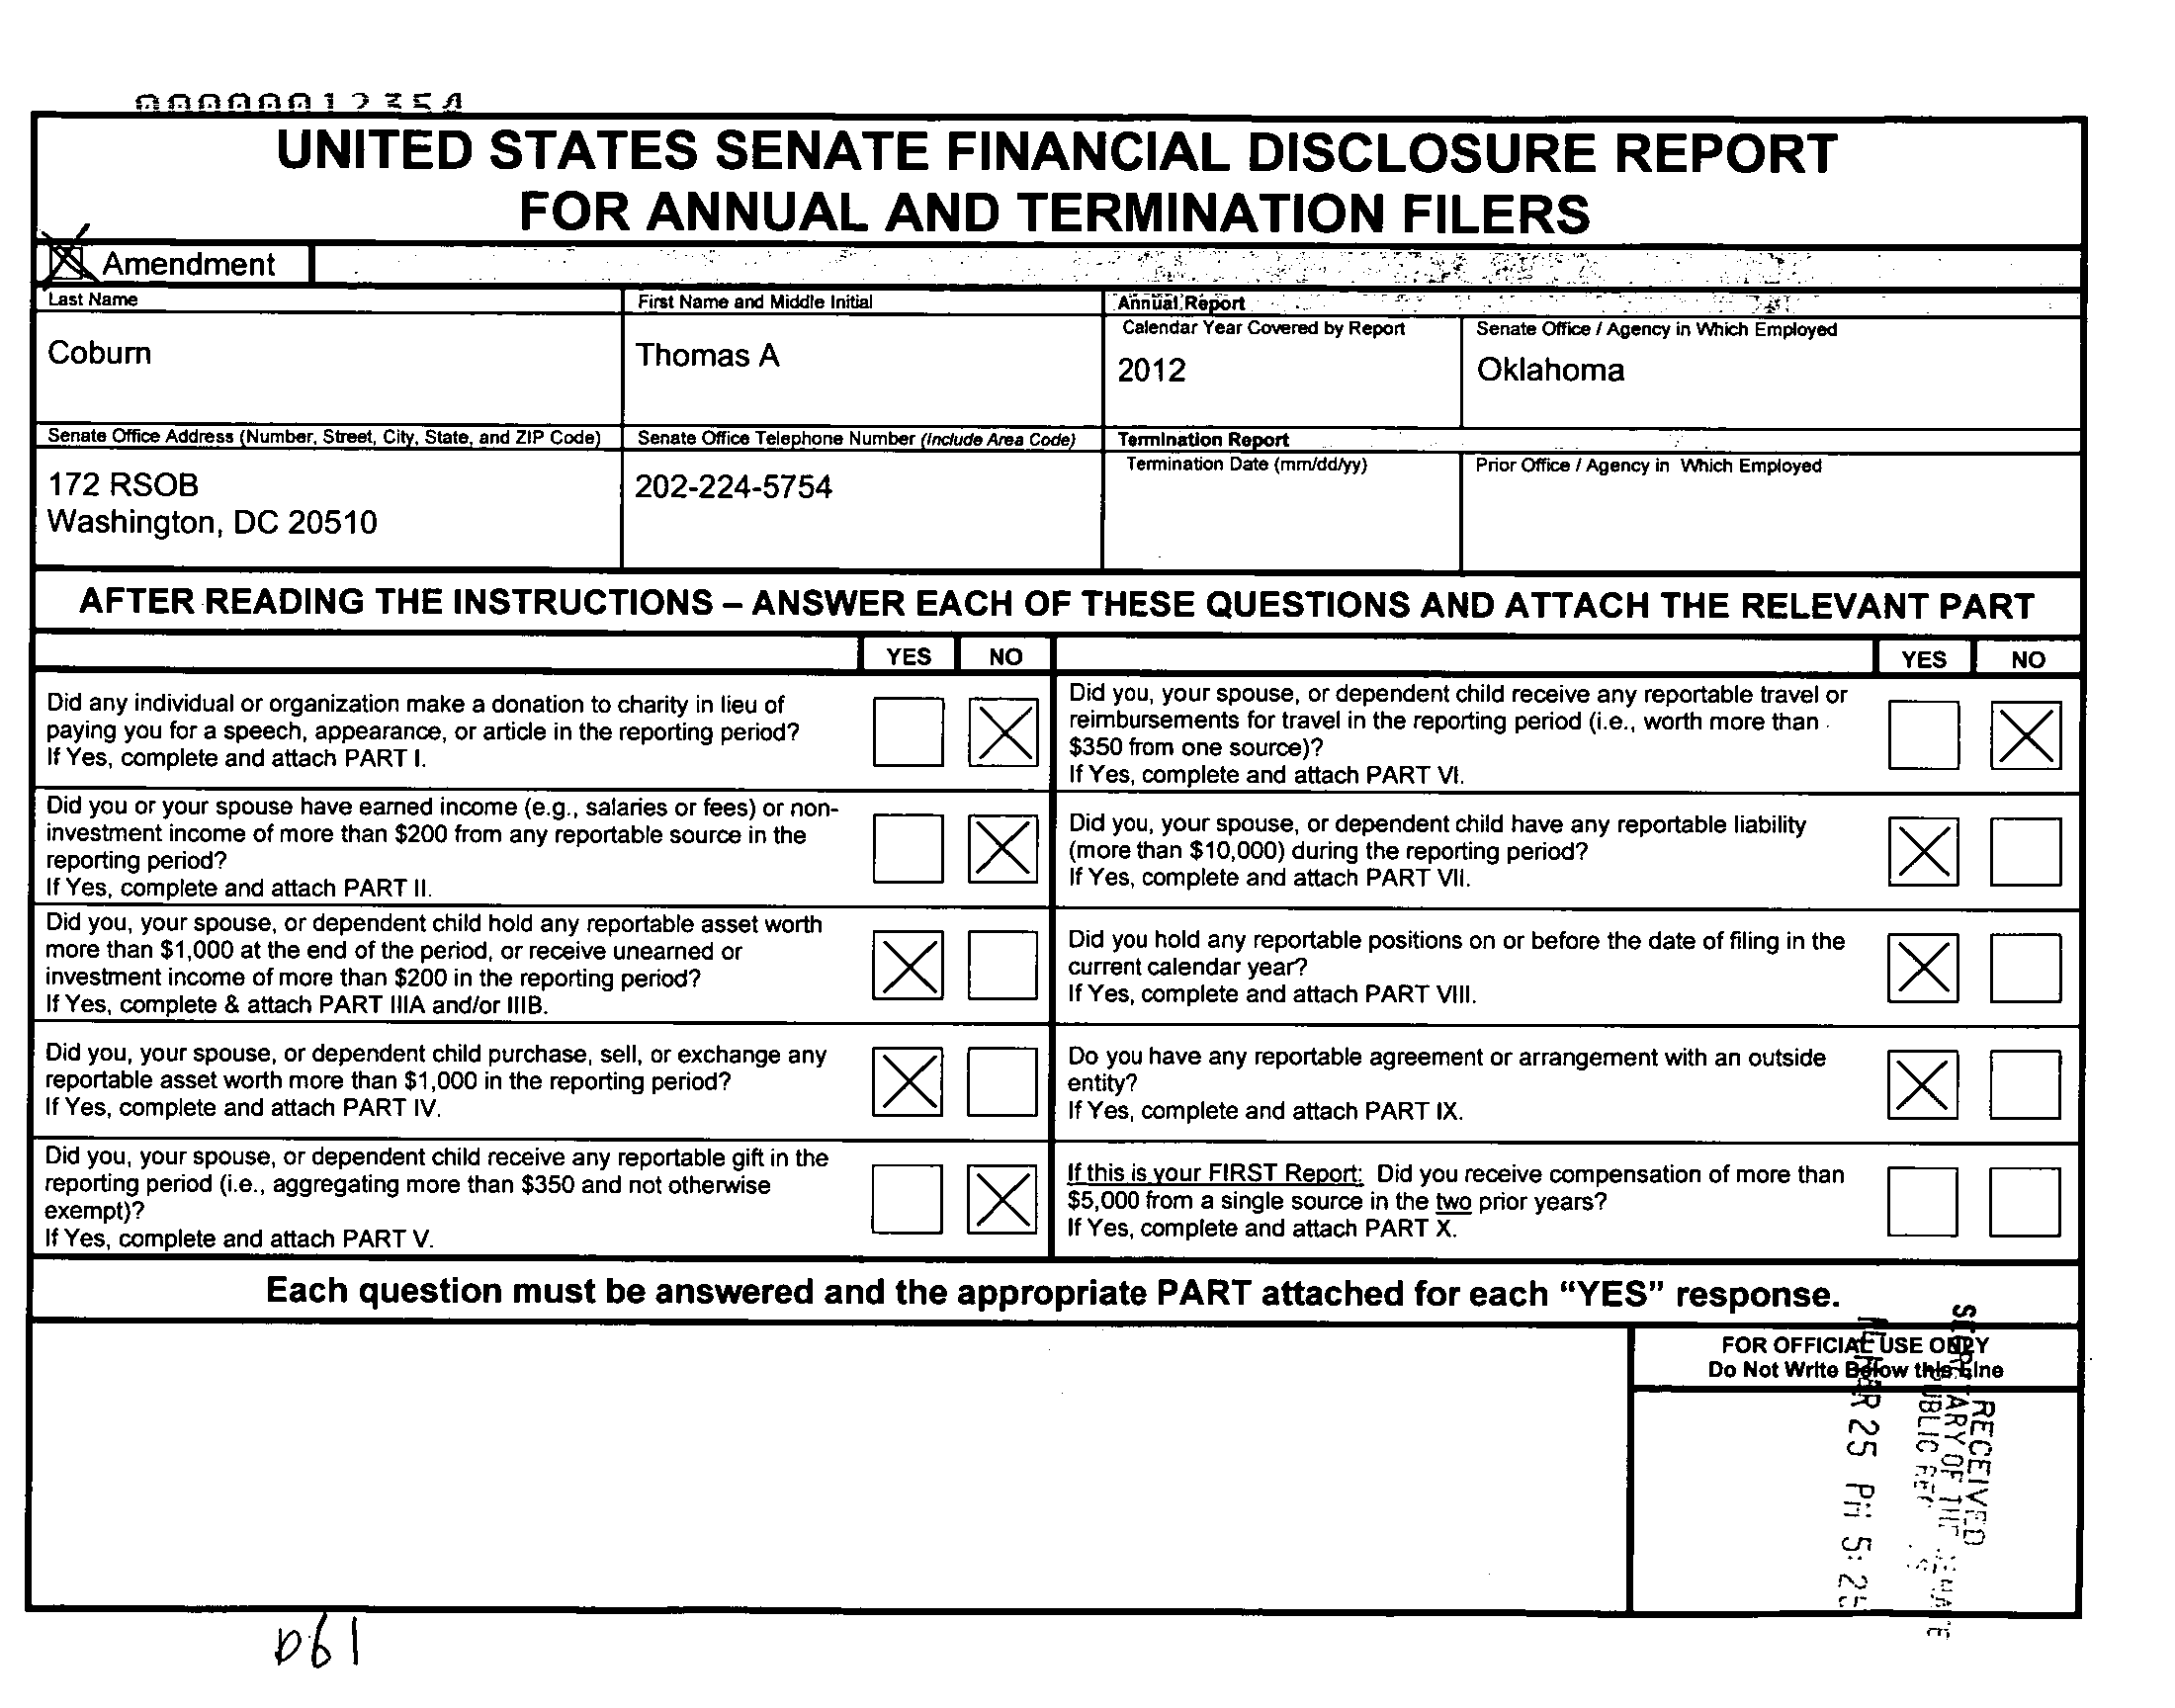 000000012354
UNITED STATES SENATE FINANCIAL DISCLOSURE REPORT
FOR ANNUAL AND TERMINATION FILERS
Amendment
Last Name
First Name and Middle Initial
Annual Report
Calendar Year Covered by Report
Senate Office / Agency in Which Employed
Coburn
Thomas A
2012
Oklahoma
Senate Office Address (Number, Street, City, State, and ZIP Code)
Senate Office Telephone Number (Include Area Code)
Termination Report
Termination Date (mm/dd/yy)
Prior Office / Agency in Which Employed
172 RSOB
Washington, DC 20510
202-224-5754
AFTER READING THE INSTRUCTIONS – ANSWER EACH OF THESE QUESTIONS AND ATTACH THE RELEVANT PART
YES NO
YES NO
Did any individual or organization make a donation to charity in lieu of
paying you for a speech, appearance, or article in the reporting period?
If Yes, complete and attach PART I.
Did you, your spouse, or dependent child receive any reportable travel or
reimbursements for travel in the reporting period (i.e., worth more than
$350 from one source)?
If Yes, complete and attach PART VI.
Did you or your spouse have earned income (e.g., salaries or fees) or non-
investment income of more than $200 from any reportable source in the
reporting period?
If Yes, complete and attach PART II.
Did you, your spouse, or dependent child have any reportable liability
(more than $10,000) during the reporting period?
If Yes, complete and attach PART VII.
Did you, your spouse, or dependent child hold any reportable asset worth
more than $1,000 at the end of the period, or receive unearned or
investment income of more than $200 in the reporting period?
If Yes, complete & attach PART IIIA and/or IIIB.
Did you hold any reportable positions on or before the date of filing in the
current calendar year?
If Yes, complete and attach PART VIII.
Did you, your spouse, or dependent child purchase, sell, or exchange any
reportable asset worth more than $1,000 in the reporting period?
If Yes, complete and attach PART IV.
Do you have any reportable agreement or arrangement with an outside
entity?
If Yes, complete and attach PART IX.
Did you, your spouse, or dependent child receive any reportable gift in the
reporting period (i.e., aggregating more than $350 and not otherwise
exempt)?
If Yes, complete and attach PART V.
If this is your FIRST Report: Did you receive compensation of more than
$5,000 from a single source in the two prior years?
If Yes, complete and attach PART X.
Each question must be answered and the appropriate PART attached for each “YES” response.
FOR OFFICIAL USE ONLY
Do Not Write Below this Line
RECEIVED
SECRETARY OF THE SENATE
PUBLIC
MAR 25 PM 5:25